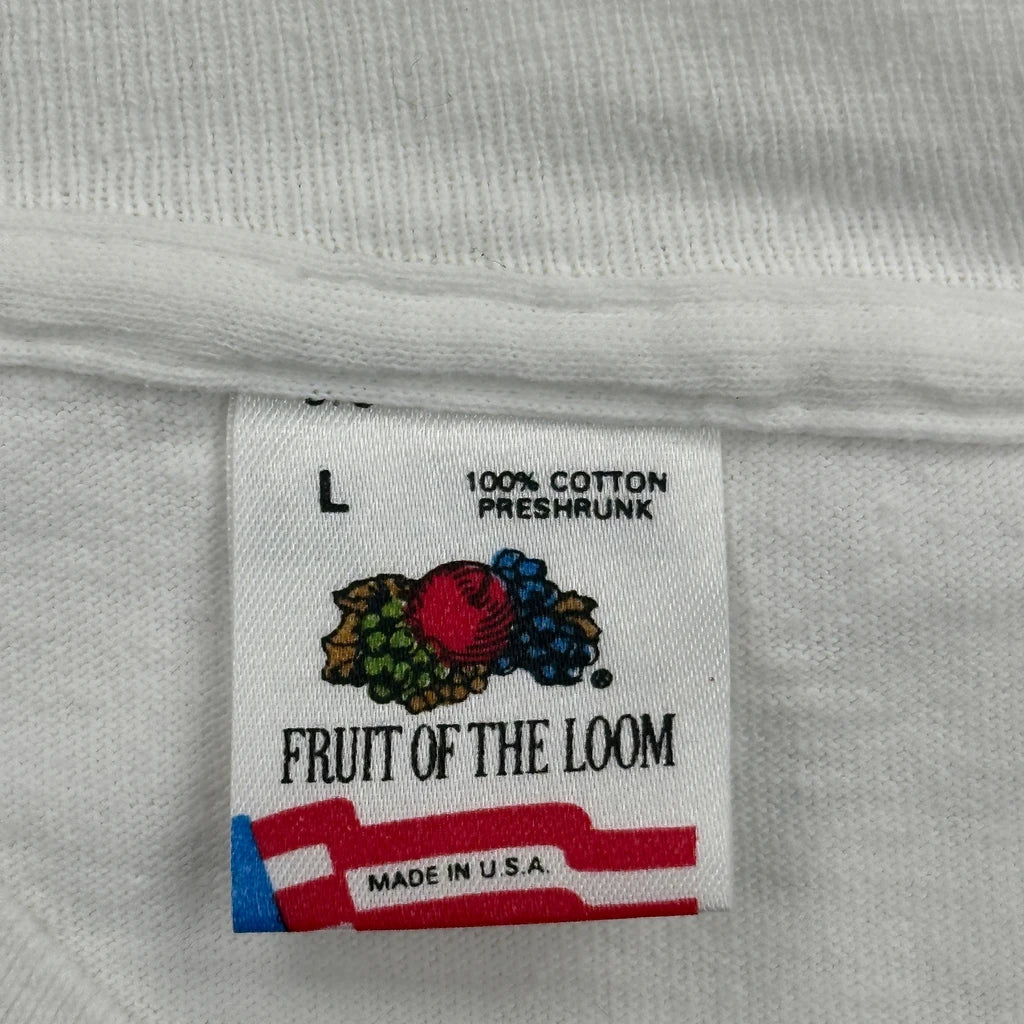 L
100% COTTON
PRESHRUNK
®
FRUIT OF THE LOOM
MADE IN U.S.A.